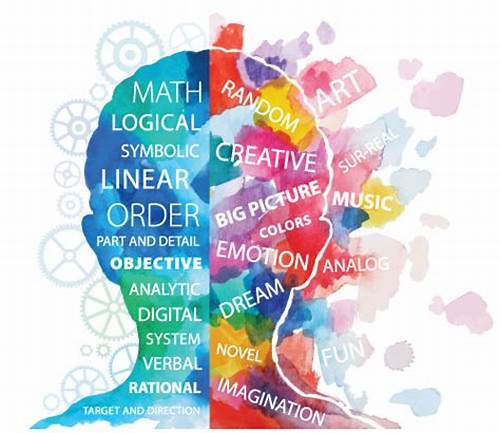 MATH
LOGICAL
SYMBOLIC
LINEAR
ORDER
PART AND DETAIL
OBJECTIVE
ANALYTIC
DIGITAL
SYSTEM
VERBAL
RATIONAL
TARGET AND DIRECTION
RANDOM
ART
CREATIVE
SUR-REAL
BIG PICTURE
MUSIC
COLORS
EMOTION
ANALOG
DREAM
NOVEL
FUN
IMAGINATION